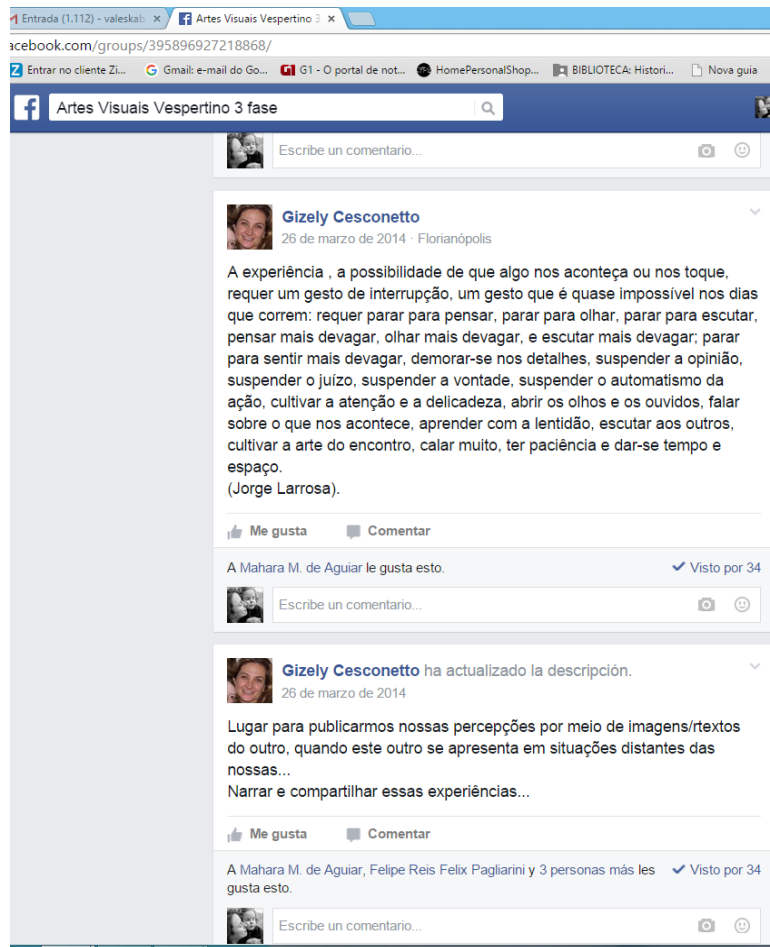 Entrada (1.112) - valeskab
Artes Visuais Vespertino 3
acebook.com/groups/395896927218868/
Entrar no cliente Zi... Gmail: e-mail do Go... G1 - O portal de not... HomePersonalShop... BIBLIOTECA: Histori... Nova guia
Artes Visuais Vespertino 3 fase
Escribe un comentario...
Gizely Cesconetto
26 de marzo de 2014 · Florianópolis
A experiência , a possibilidade de que algo nos aconteça ou nos toque,
requer um gesto de interrupção, um gesto que é quase impossível nos dias
que correm: requer parar para pensar, parar para olhar, parar para escutar,
pensar mais devagar, olhar mais devagar, e escutar mais devagar; parar
para sentir mais devagar, demorar-se nos detalhes, suspender a opinião,
suspender o juízo, suspender a vontade, suspender o automatismo da
ação, cultivar a atenção e a delicadeza, abrir os olhos e os ouvidos, falar
sobre o que nos acontece, aprender com a lentidão, escutar aos outros,
cultivar a arte do encontro, calar muito, ter paciência e dar-se tempo e
espaço.
(Jorge Larrosa).
Me gusta Comentar
A Mahara M. de Aguiar le gusta esto. Visto por 34
Escribe un comentario...
Gizely Cesconetto ha actualizado la descripción.
26 de marzo de 2014
Lugar para publicarmos nossas percepções por meio de imagens/rtextos
do outro, quando este outro se apresenta em situações distantes das
nossas...
Narrar e compartilhar essas experiências...
Me gusta Comentar
A Mahara M. de Aguiar, Felipe Reis Felix Pagliarini y 3 personas más les Visto por 34
gusta esto.
Escribe un comentario...